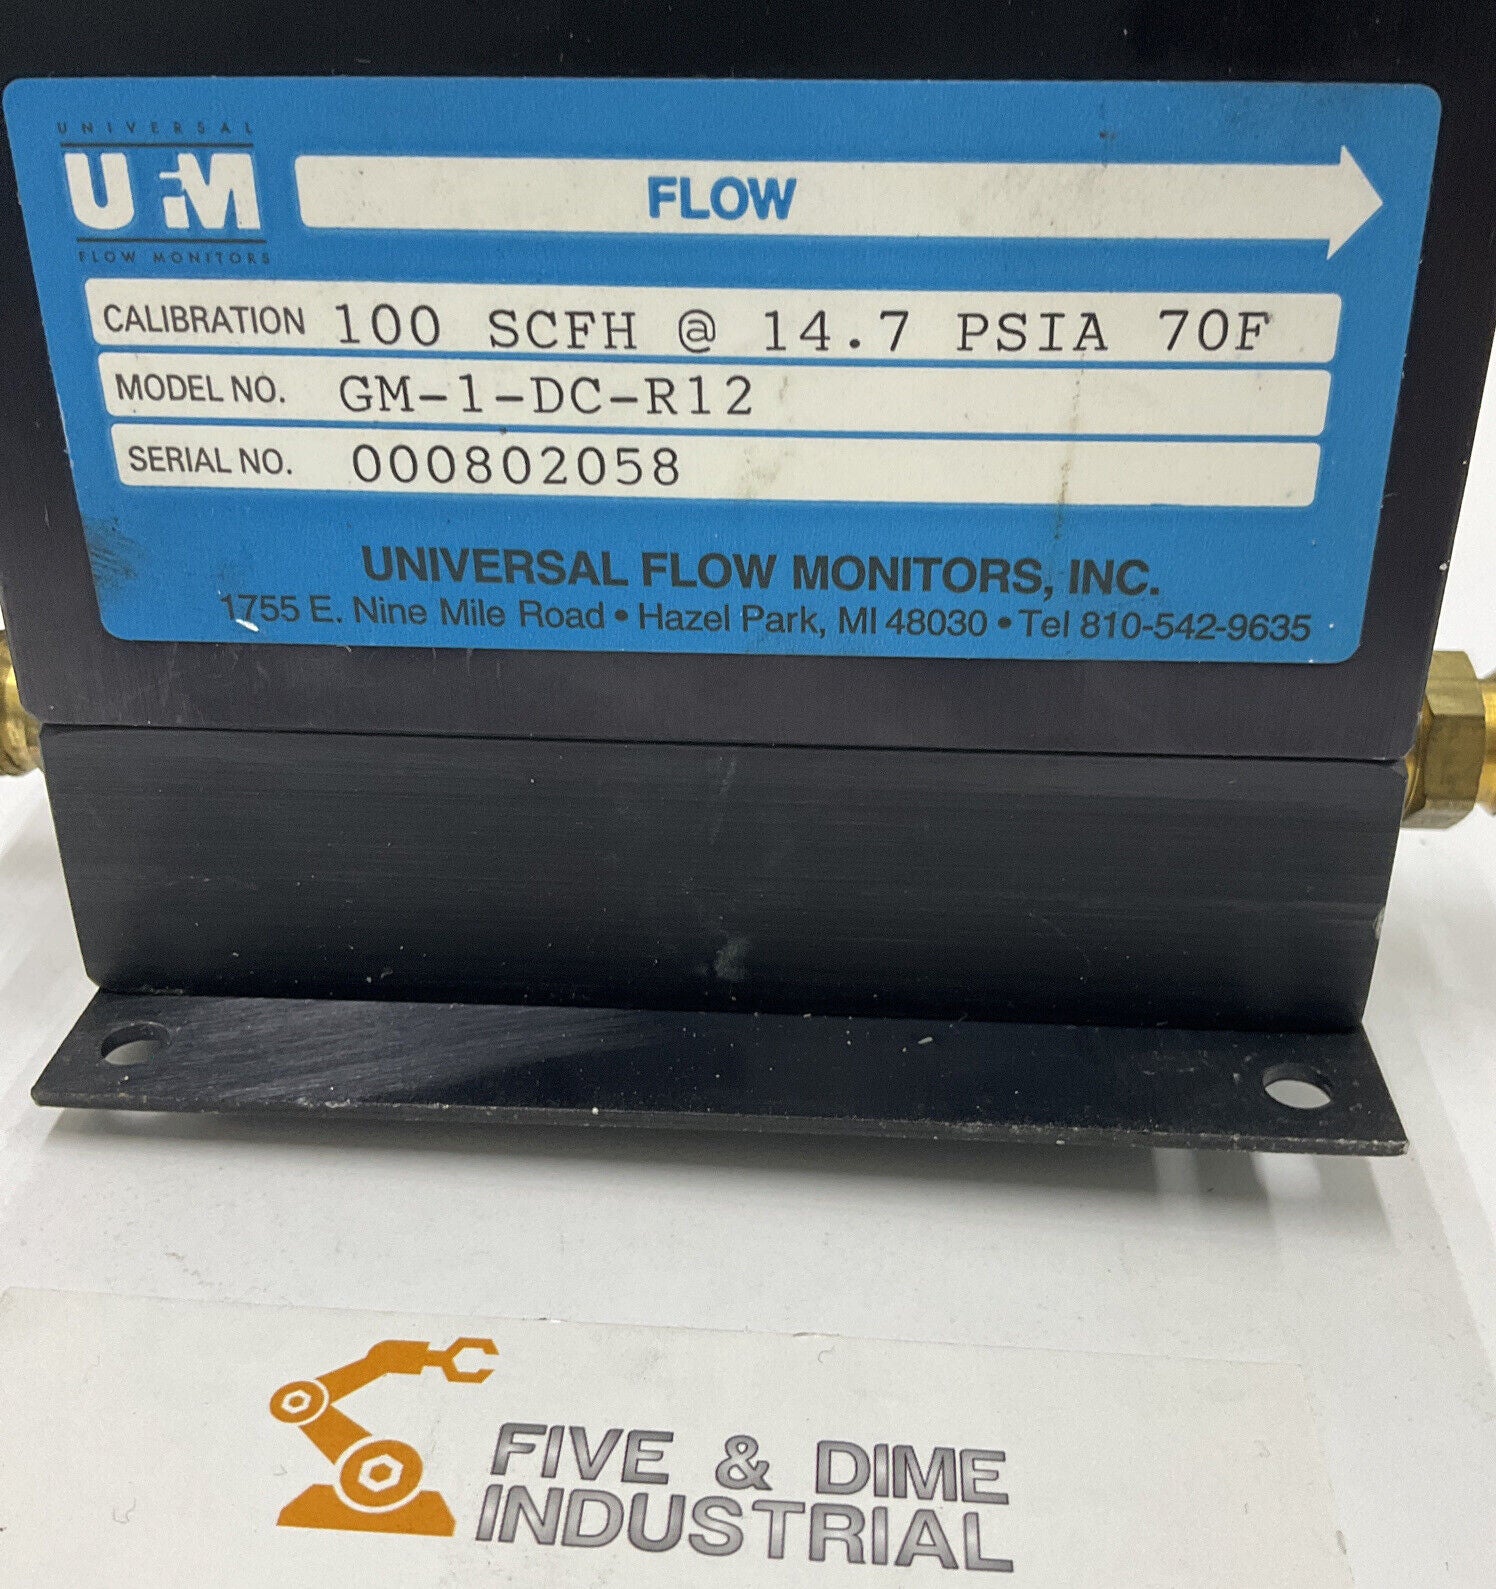 UNIVERSAL
UFM
FLOW MONITORS
FLOW
CALIBRATION 100 SCFH @ 14.7 PSIA 70F
MODEL NO. GM-1-DC-R12
SERIAL NO. 000802058
UNIVERSAL FLOW MONITORS, INC.
1755 E. Nine Mile Road • Hazel Park, MI 48030 • Tel 810-542-9635
FIVE & DIME
INDUSTRIAL